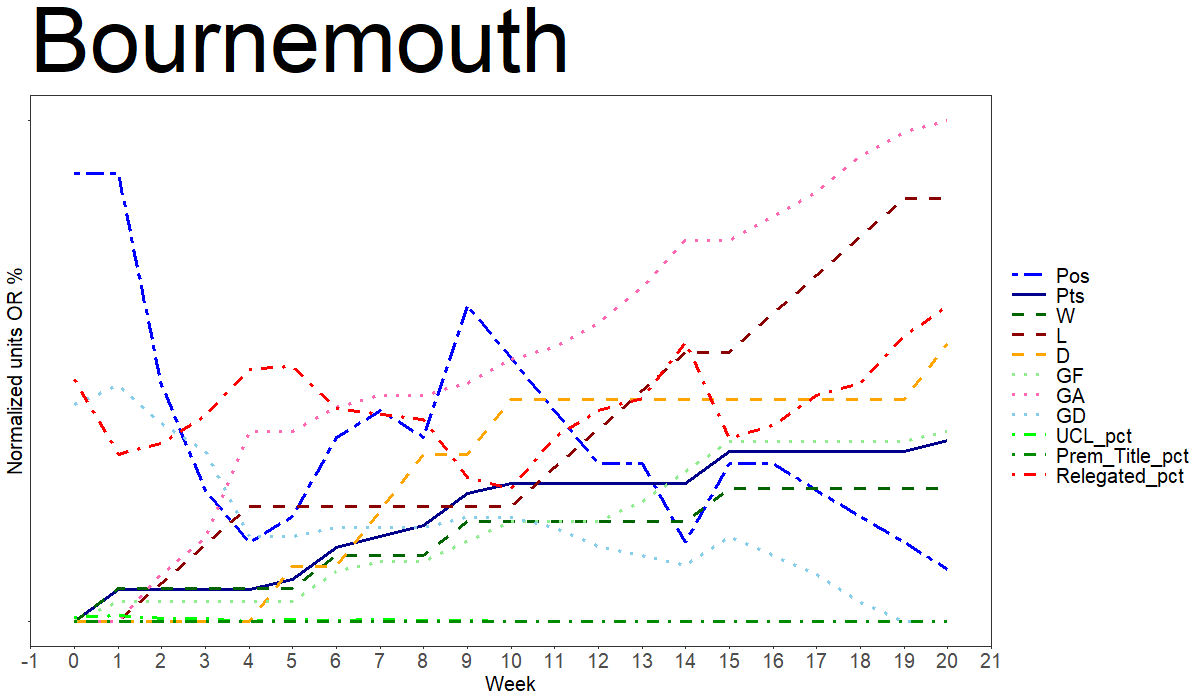 Bournemouth
Normalized units OR %
-1 0 1 2 3 4 5 6 7 8 9 10 11 12 13 14 15 16 17 18 19 20 21
Week
Pos
Pts
W
L
D
GF
GA
GD
UCL_pct
Prem_Title_pct
Relegated_pct